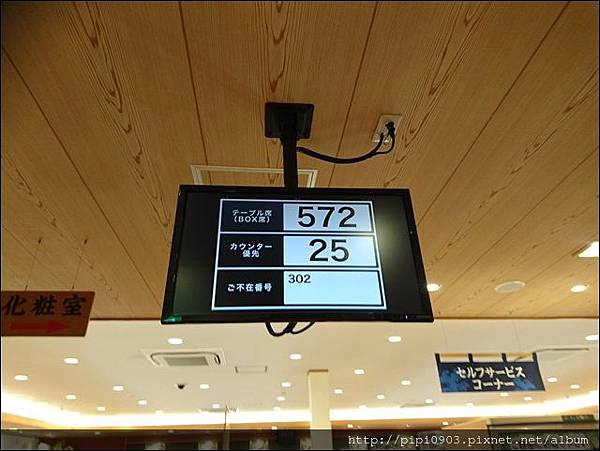 テーブル席
(BOX席)
572
カウンター
優先
25
ご不在番号
302
化粧室
セルフサービス
コーナー
http://pipi0903.pixnet.net/album